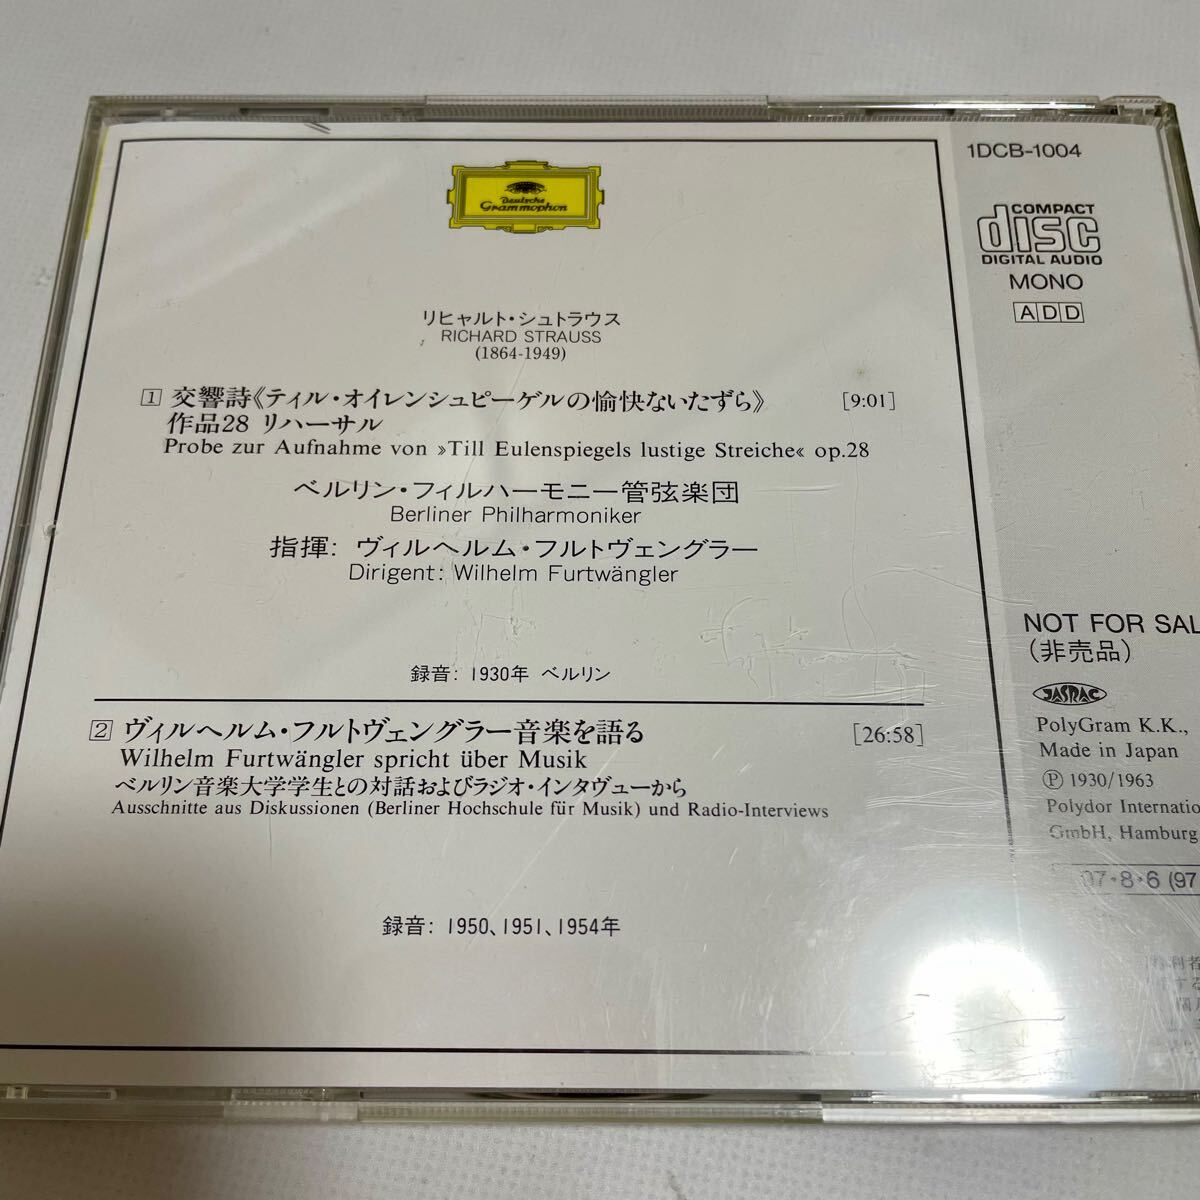 Deutsche
Grammophon
リヒャルト・シュトラウス
RICHARD STRAUSS
(1864-1949)
1 交響詩《ティル・オイレンシュピーゲルの愉快ないたずら》 [9:01]
作品28 リハーサル
Probe zur Aufnahme von »Till Eulenspiegels lustige Streiche« op.28
ベルリン・フィルハーモニー管弦楽団
Berliner Philharmoniker
指揮: ヴィルヘルム・フルトヴェングラー
Dirigent: Wilhelm Furtwängler
録音: 1930年 ベルリン
2 ヴィルヘルム・フルトヴェングラー音楽を語る [26:58]
Wilhelm Furtwängler spricht über Musik
ベルリン音楽大学学生との対話およびラジオ・インタヴューから
Ausschnitte aus Diskussionen (Berliner Hochschule für Musik) und Radio-Interviews
録音: 1950、1951、1954年
1DCB-1004
COMPACT
disc
DIGITAL AUDIO
MONO
ADD
NOT FOR SAL
(非売品)
JASRAC
PolyGram K.K.,
Made in Japan
Ⓟ 1930/1963
Polydor Internatio
GmbH, Hamburg
97・8・6 (97